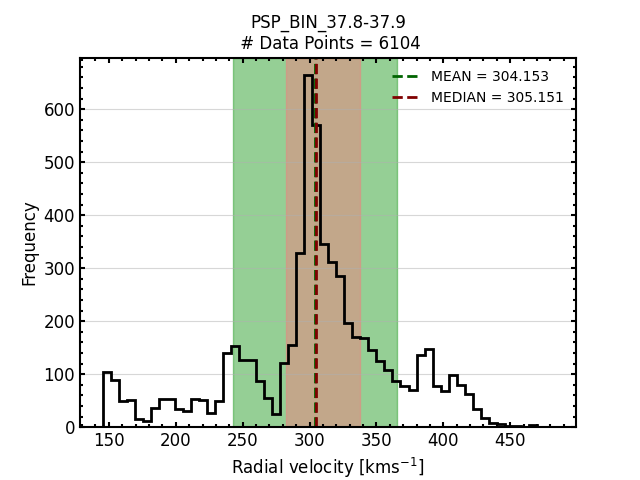 PSP_BIN_37.8-37.9
# Data Points = 6104
MEAN = 304.153
MEDIAN = 305.151
Frequency
600
500
400
300
200
100
0
150 200 250 300 350 400 450
Radial velocity [kms⁻¹]